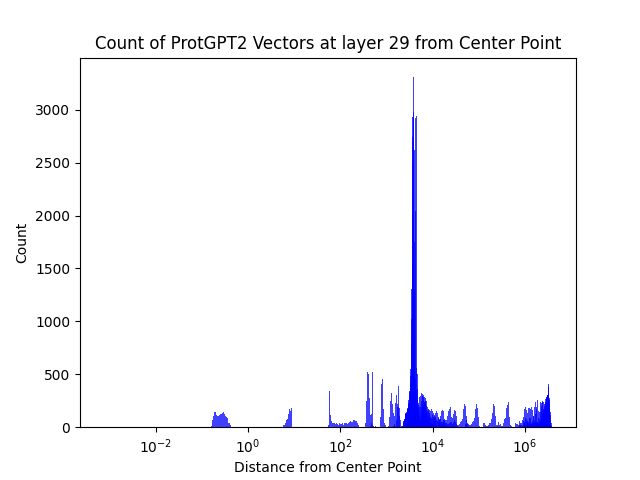 Count of ProtGPT2 Vectors at layer 29 from Center Point
Count
3000
2500
2000
1500
1000
500
0
10⁻² 10⁰ 10² 10⁴ 10⁶
Distance from Center Point